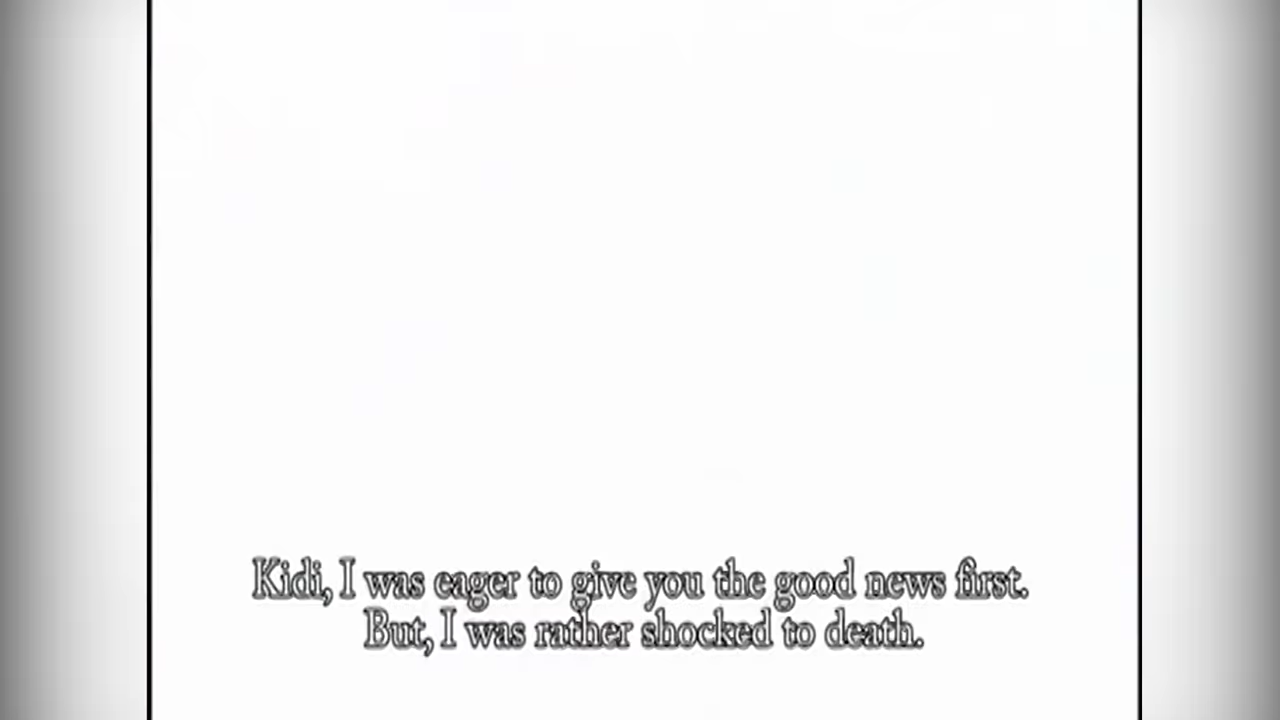 Kidi, I was eager to give you the good news first.
But, I was rather shocked to death.